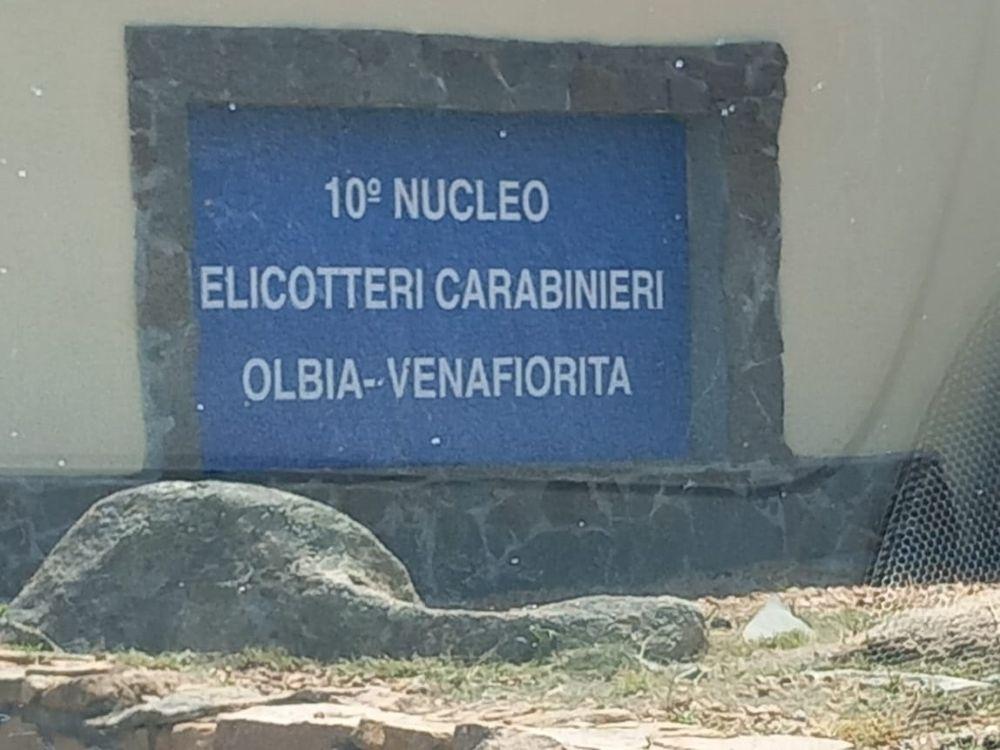 10º NUCLEO
ELICOTTERI CARABINIERI
OLBIA--VENAFIORITA